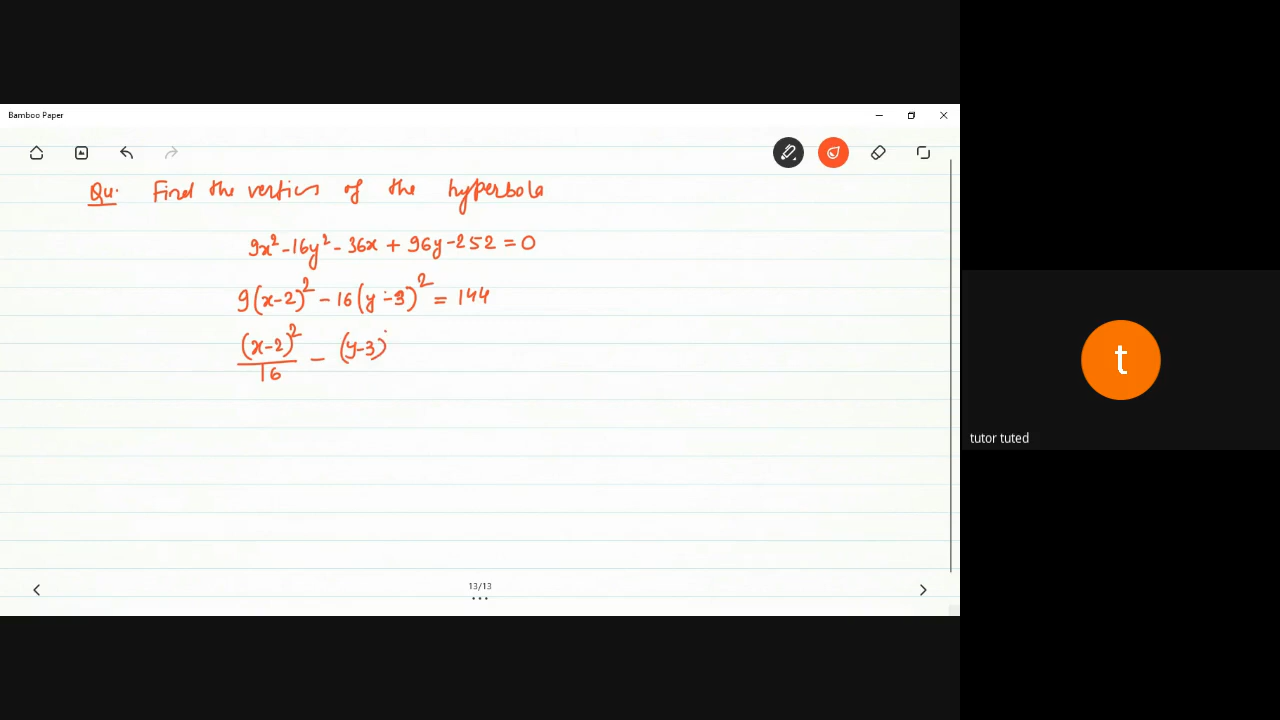 Bamboo Paper
Qu. Find the vertics of the hyperbola
9x² - 16y² - 36x + 96y - 252 = 0
9(x-2)² - 16(y-3)² = 144
(x-2)²/16 - (y-3)
t
tutor tuted
13/13